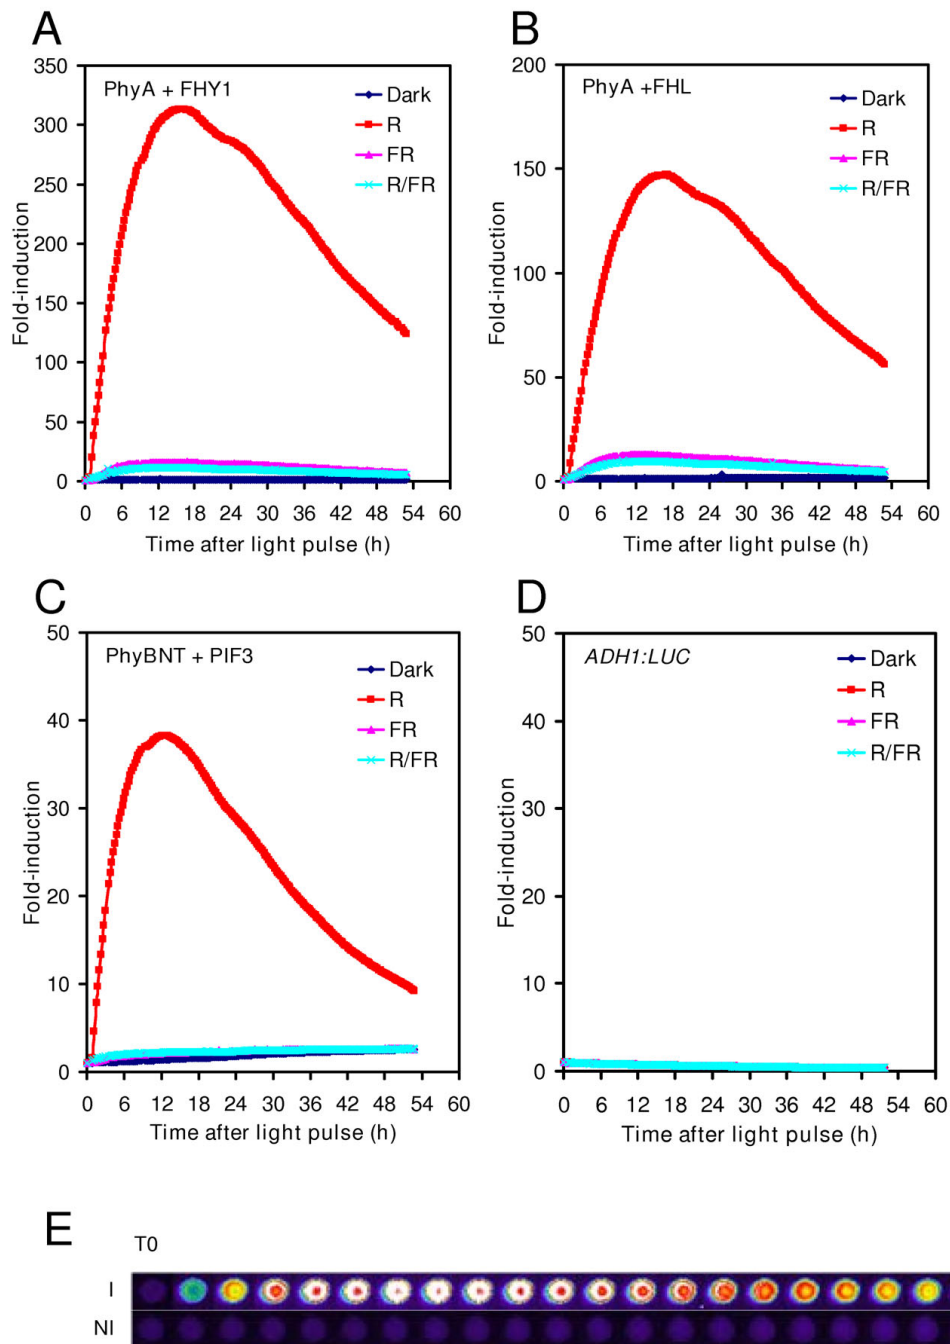 A
PhyA + FHY1
Dark
R
FR
R/FR
350
300
250
200
150
100
50
0
Fold-induction
0 6 12 18 24 30 36 42 48 54 60
Time after light pulse (h)
B
PhyA +FHL
Dark
R
FR
R/FR
200
150
100
50
0
Fold-induction
0 6 12 18 24 30 36 42 48 54 60
Time after light pulse (h)
C
PhyBNT + PIF3
Dark
R
FR
R/FR
50
40
30
20
10
0
Fold-induction
0 6 12 18 24 30 36 42 48 54 60
Time after light pulse (h)
D
ADH1:LUC
Dark
R
FR
R/FR
50
40
30
20
10
0
Fold-induction
0 6 12 18 24 30 36 42 48 54 60
Time after light pulse (h)
E
T0
I
NI